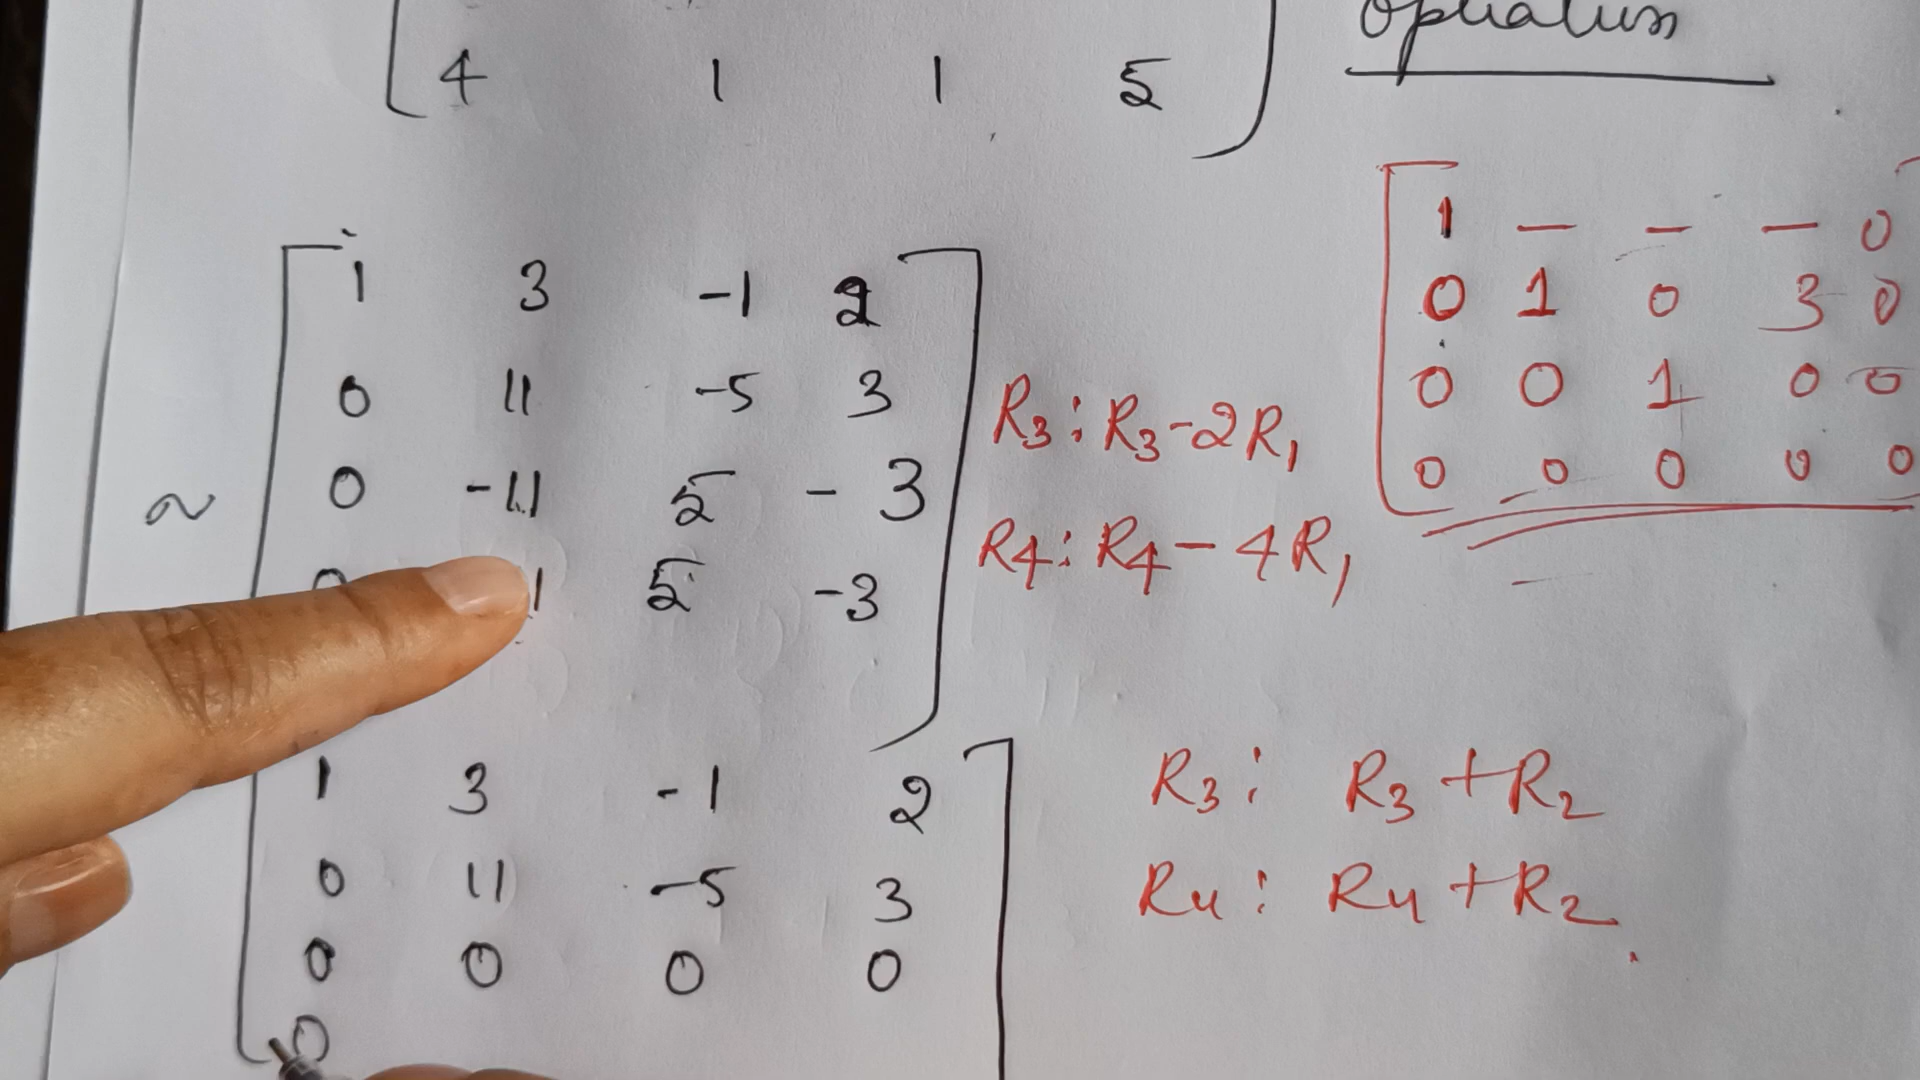 Operations
4 1 1 5
1 - - - 0
0 1 0 3 0
0 0 1 0 0
0 0 0 0 0
~
1 3 -1 2
0 11 -5 3
0 -11 5 -3
5 -3
R3: R3-2R1
R4: R4-4R1
1 3 -1 2
0 11 -5 3
0 0 0 0
0
R3: R3+R2
R4: R4+R2